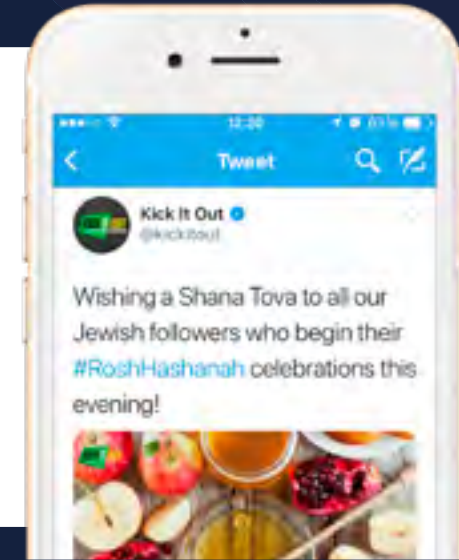 12:30
Tweet
Kick It Out
@kickitout
Wishing a Shana Tova to all our
Jewish followers who begin their
#RoshHashanah celebrations this
evening!